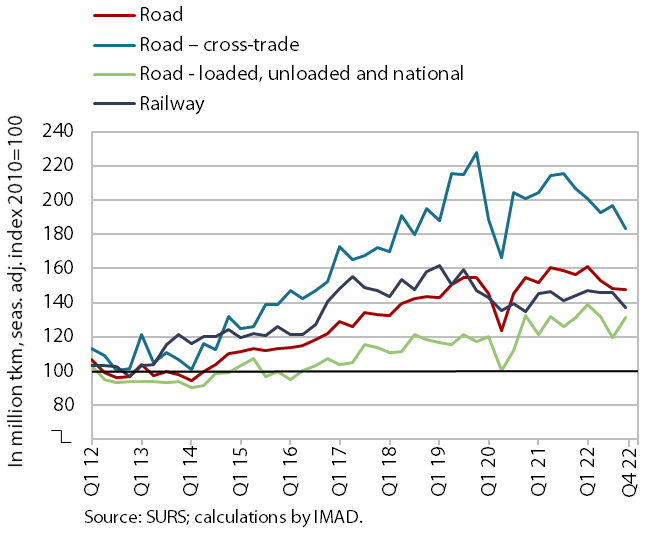 Road
Road – cross-trade
Road - loaded, unloaded and national
Railway
In million tkm, seas. adj. index 2010=100
240
220
200
180
160
140
120
100
80
Q1 12
Q1 13
Q1 14
Q1 15
Q1 16
Q1 17
Q1 18
Q1 19
Q1 20
Q1 21
Q1 22
Q4 22
Source: SURS; calculations by IMAD.